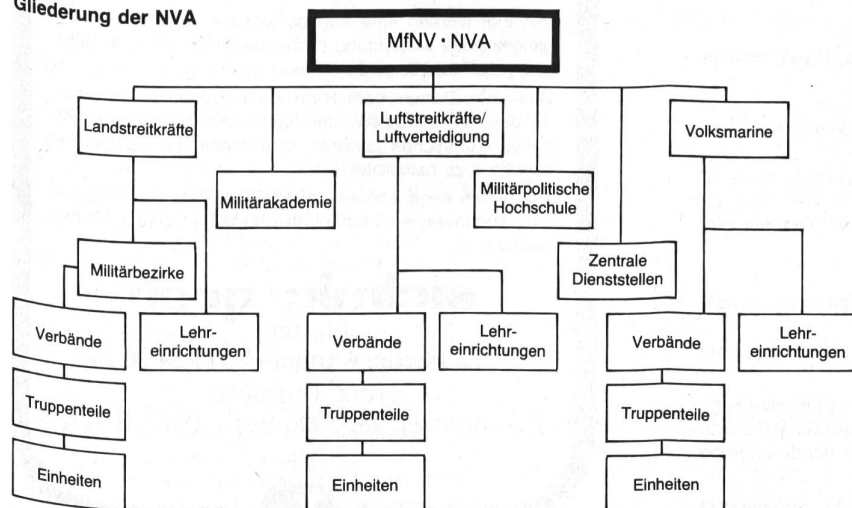 Gliederung der NVA
MfNV · NVA
Landstreitkräfte
Luftstreitkräfte/
Luftverteidigung
Volksmarine
Militärakademie
Militärpolitische
Hochschule
Militärbezirke
Zentrale
Dienststellen
Verbände
Lehr-
einrichtungen
Verbände
Lehr-
einrichtungen
Verbände
Lehr-
einrichtungen
Truppenteile
Truppenteile
Truppenteile
Einheiten
Einheiten
Einheiten